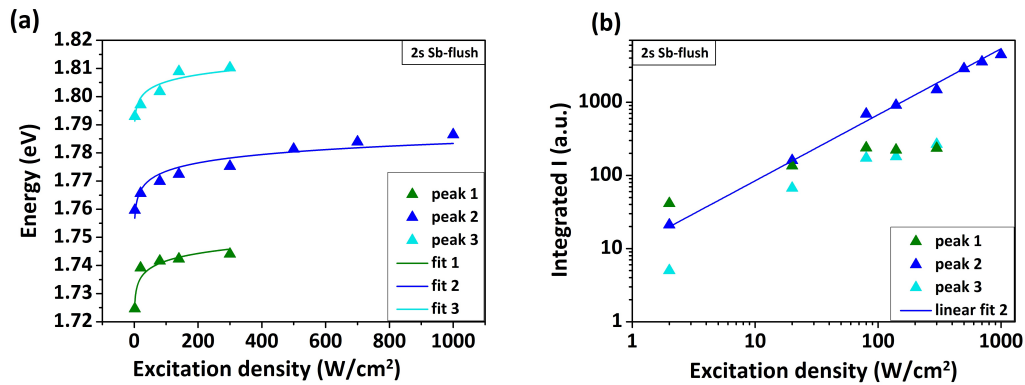 (a)
2s Sb-flush
1.82
1.81
1.80
1.79
1.78
1.77
1.76
1.75
1.74
1.73
1.72
Energy (eV)
peak 1
peak 2
peak 3
fit 1
fit 2
fit 3
0 200 400 600 800 1000
Excitation density (W/cm²)
(b)
2s Sb-flush
1000
100
10
1
Integrated I (a.u.)
peak 1
peak 2
peak 3
linear fit 2
1 10 100 1000
Excitation density (W/cm²)